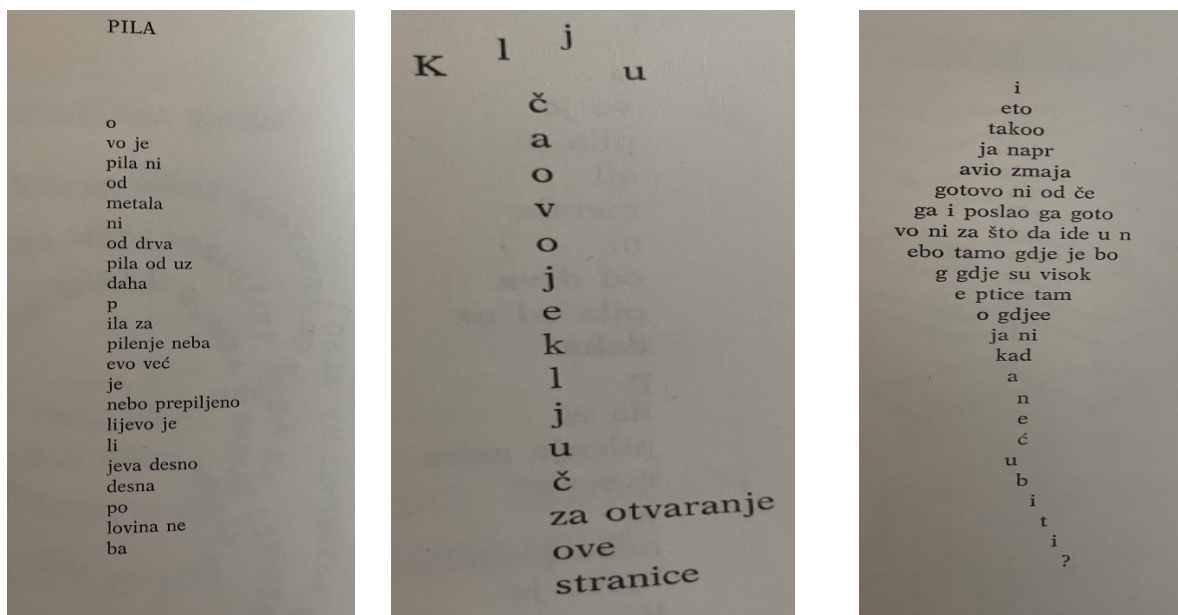 PILA
o
vo je
pila ni
od
metala
ni
od drva
pila od uz
daha
p
ila za
pilenje neba
evo već
je
nebo prepiljeno
lijevo je
li
jeva desno
desna
po
lovina ne
ba
K l j u
č
a
o
v
o
j
e
k
l
j
u
č
za otvaranje
ove
stranice
i
eto
takoo
ja napr
avio zmaja
gotovo ni od če
ga i poslao ga goto
vo ni za što da ide u n
ebo tamo gdje je bo
g gdje su visok
e ptice tam
o gdjee
ja ni
kad
a
n
e
ć
u
b
i
t
i
?